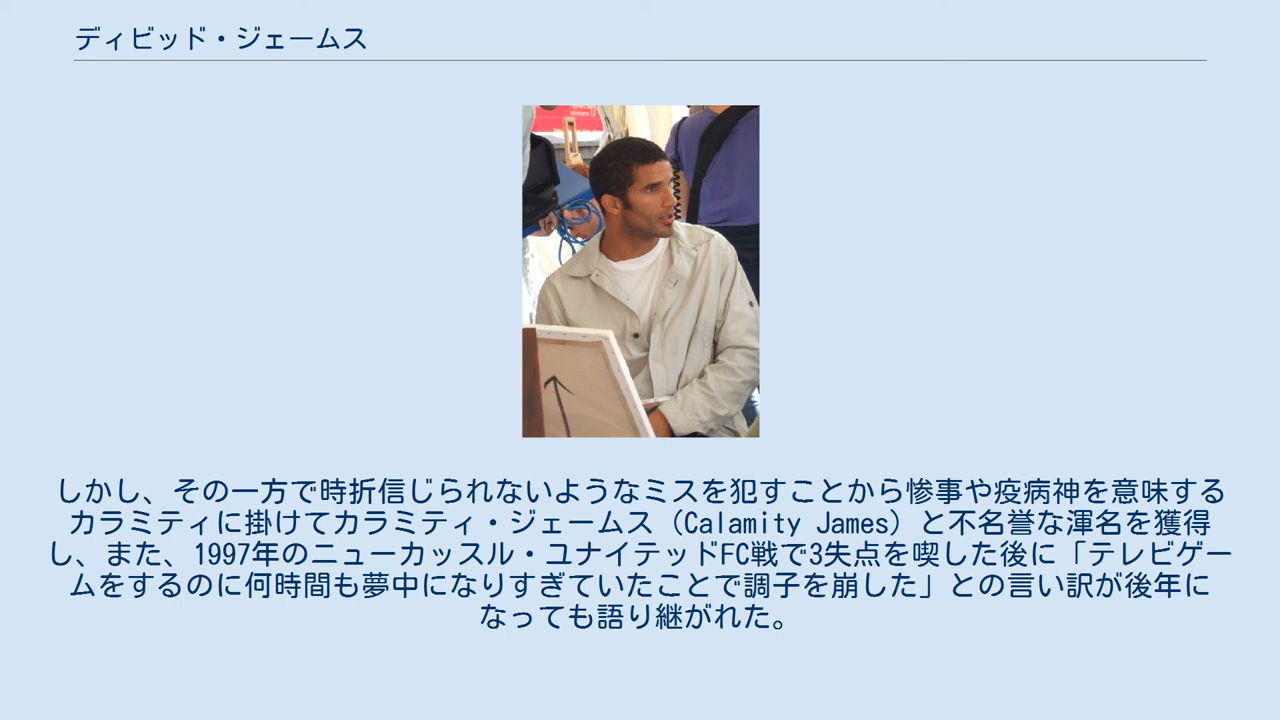 ディビッド・ジェームス
しかし、その一方で時折信じられないようなミスを犯すことから惨事や疫病神を意味する
カラミティに掛けてカラミティ・ジェームス（Calamity James）と不名誉な渾名を獲得
し、また、1997年のニューカッスル・ユナイテッドFC戦で3失点を喫した後に「テレビゲー
ムをするのに何時間も夢中になりすぎていたことで調子を崩した」との言い訳が後年に
なっても語り継がれた。